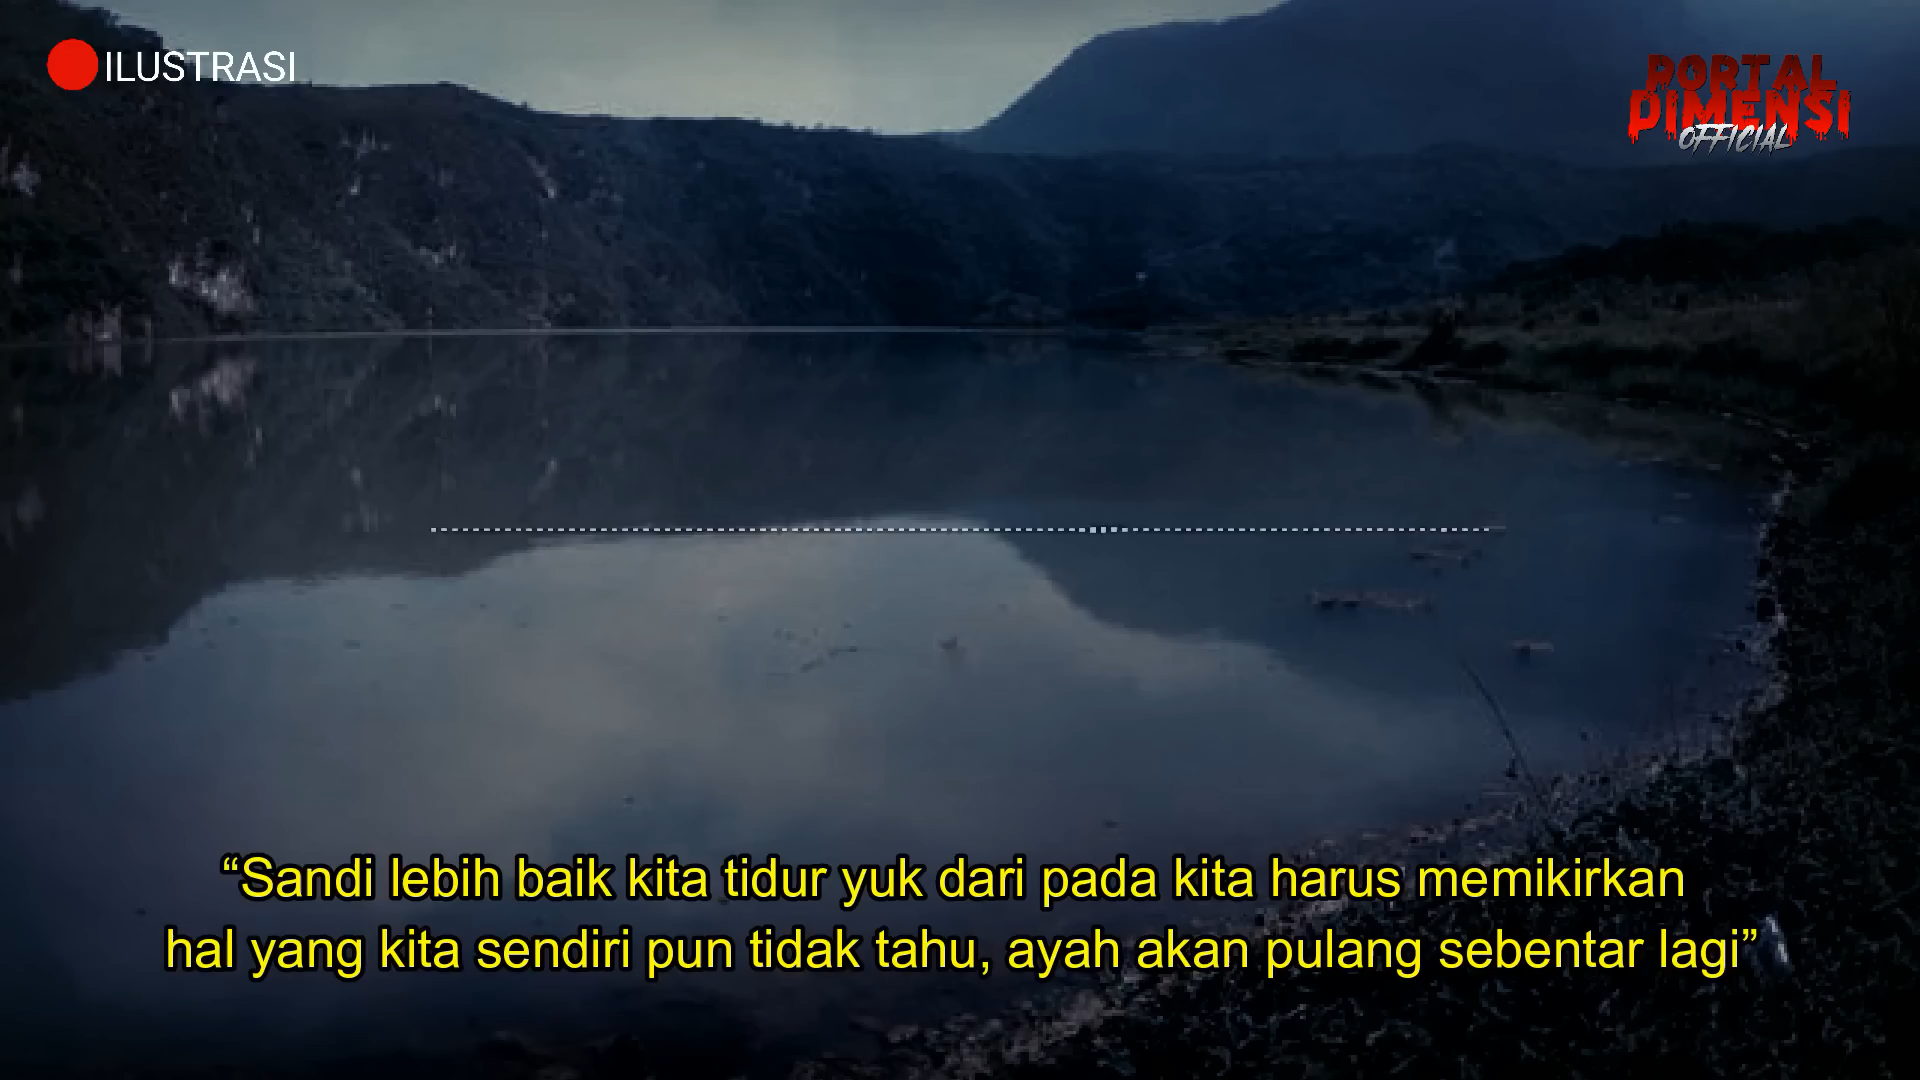 ILUSTRASI
PORTAL
DIMENSI
OFFICIAL
“Sandi lebih baik kita tidur yuk dari pada kita harus memikirkan
hal yang kita sendiri pun tidak tahu, ayah akan pulang sebentar lagi”